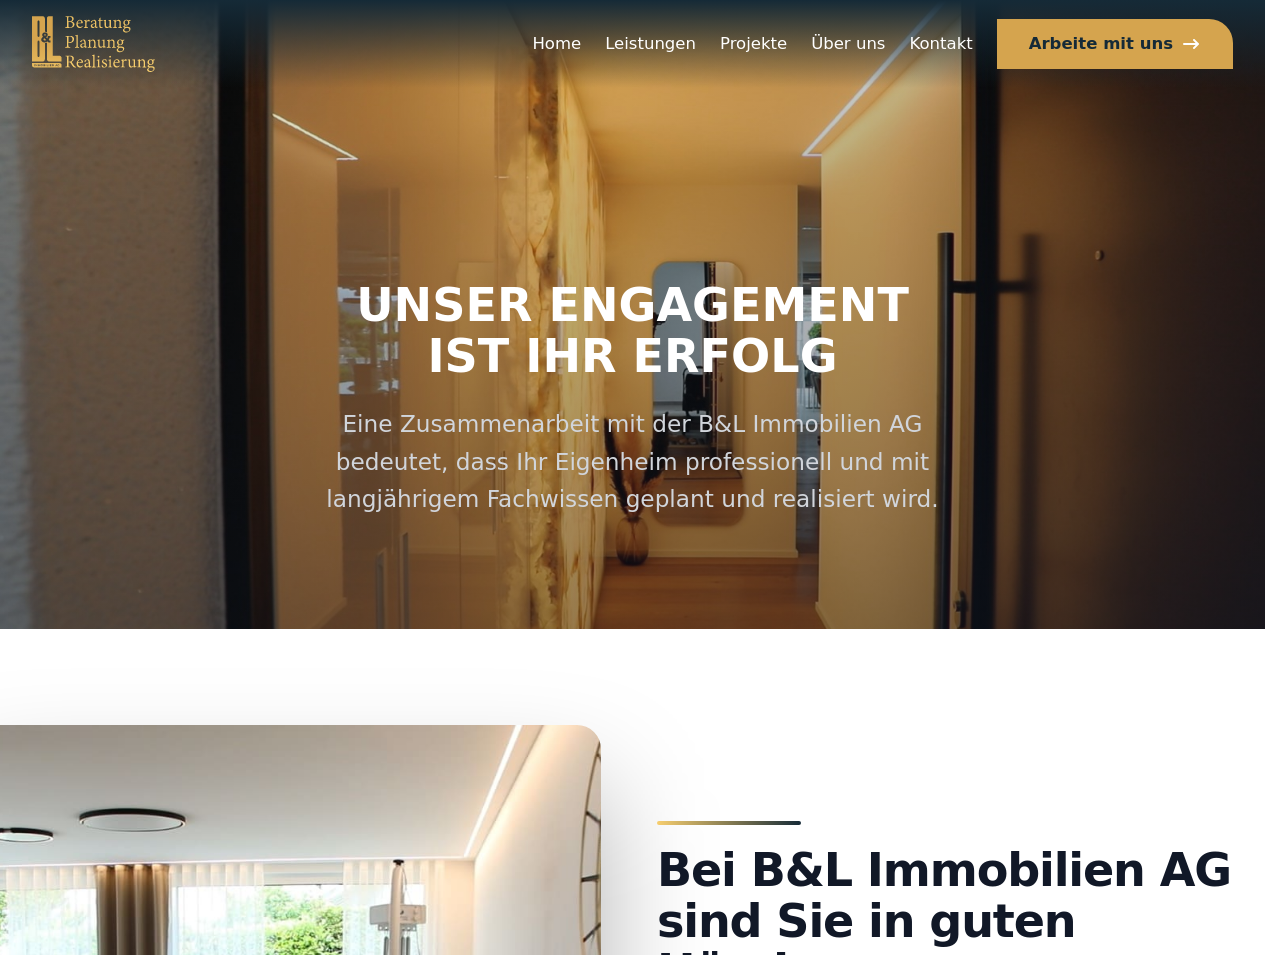 B&L
Beratung
Planung
Realisierung
Home
Leistungen
Projekte
Über uns
Kontakt
Arbeite mit uns →
UNSER ENGAGEMENT
IST IHR ERFOLG
Eine Zusammenarbeit mit der B&L Immobilien AG
bedeutet, dass Ihr Eigenheim professionell und mit
langjährigem Fachwissen geplant und realisiert wird.
Bei B&L Immobilien AG
sind Sie in guten